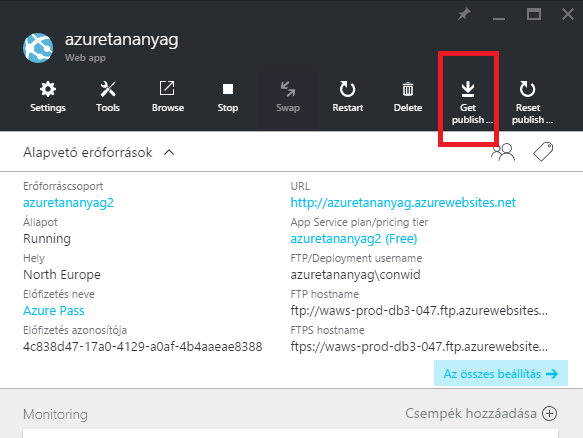 azuretananyag
Web app
Settings
Tools
Browse
Stop
Swap
Restart
Delete
Get
publish ...
Reset
publish ...
Alapvető erőforrások
Erőforráscsoport
azuretananyag2
Állapot
Running
Hely
North Europe
Előfizetés neve
Azure Pass
Előfizetés azonosítója
4c838d47-17a0-4129-a0af-4b4aaeae8388
URL
http://azuretananyag.azurewebsites.net
App Service plan/pricing tier
azuretananyag2 (Free)
FTP/Deployment username
azuretananyag\conwid
FTP hostname
ftp://waws-prod-db3-047.ftp.azurewebsites...
FTPS hostname
ftps://waws-prod-db3-047.ftp.azurewebsite...
Az összes beállítás →
Monitoring
Csempék hozzáadása